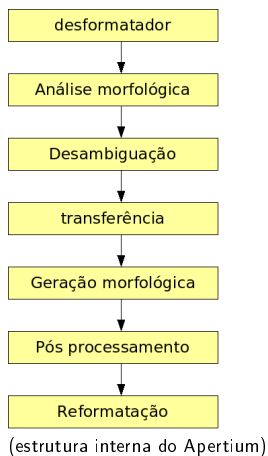 desformatador
Análise morfológica
Desambiguação
transferência
Geração morfológica
Pós processamento
Reformatação
(estrutura interna do Apertium)